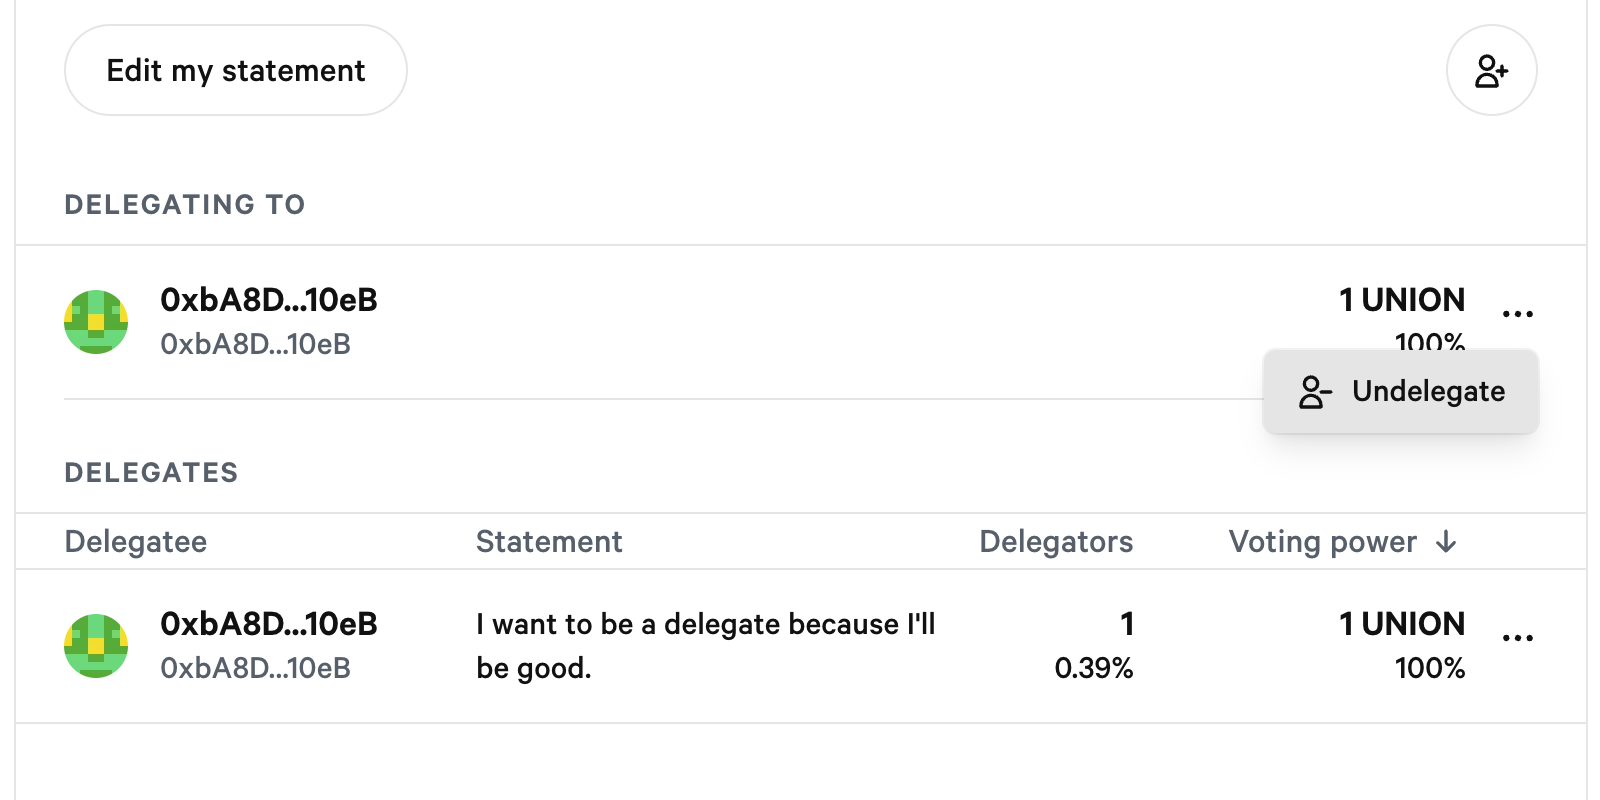 Edit my statement
DELEGATING TO
0xbA8D...10eB
0xbA8D...10eB
1 UNION
100%
Undelegate
DELEGATES
Delegatee Statement Delegators Voting power
0xbA8D...10eB
0xbA8D...10eB
I want to be a delegate because I'll
be good.
1
0.39%
1 UNION
100%